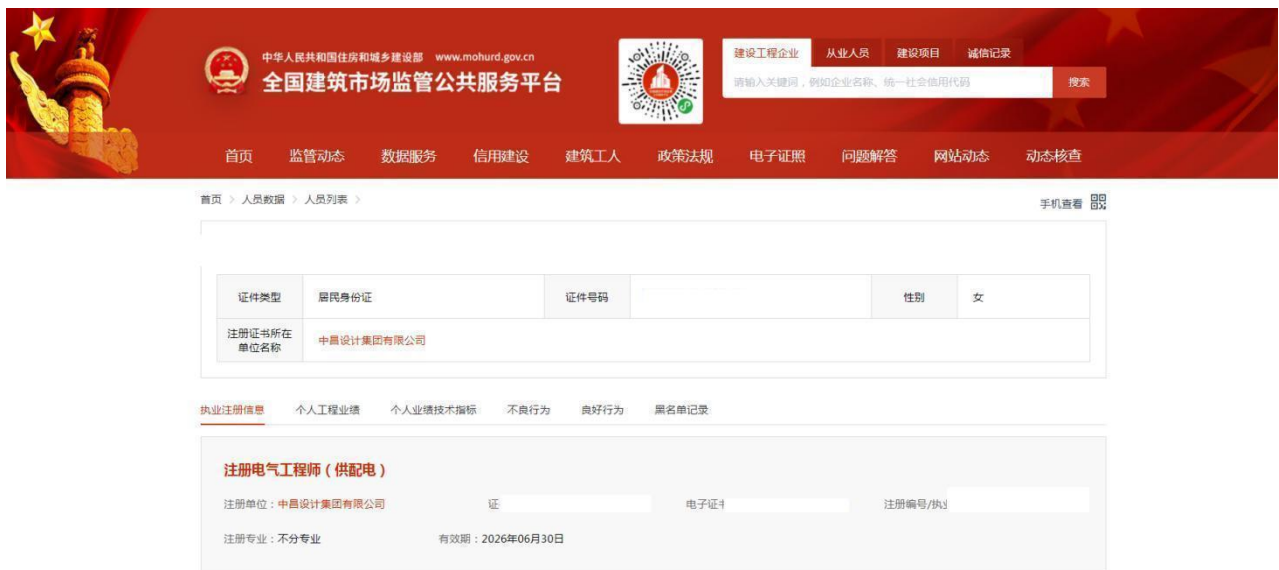 中华人民共和国住房和城乡建设部 www.mohurd.gov.cn
全国建筑市场监管公共服务平台
建设工程企业 从业人员 建设项目 诚信记录
请输入关键词，例如企业名称、统一社会信用代码 搜索
首页 监管动态 数据服务 信用建设 建筑工人 政策法规 电子证照 问题解答 网站动态 动态核查
首页 > 人员数据 > 人员列表 >
手机查看
证件类型 居民身份证 证件号码 性别 女
注册证书所在
单位名称
中昌设计集团有限公司
执业注册信息 个人工程业绩 个人业绩技术指标 不良行为 良好行为 黑名单记录
注册电气工程师（供配电）
注册单位：中昌设计集团有限公司 证 电子证 注册编号/执业
注册专业：不分专业 有效期：2026年06月30日